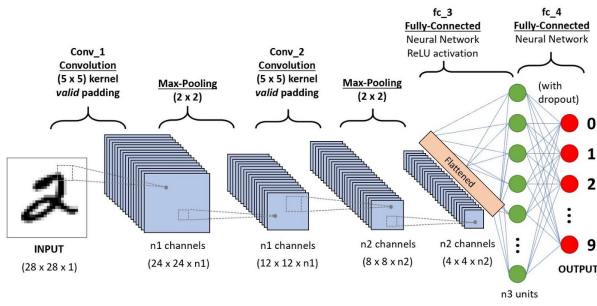 Conv_1
Convolution
(5 x 5) kernel
valid padding
Max-Pooling
(2 x 2)
Conv_2
Convolution
(5 x 5) kernel
valid padding
Max-Pooling
(2 x 2)
fc_3
Fully-Connected
Neural Network
ReLU activation
fc_4
Fully-Connected
Neural Network
(with
dropout)
Flattened
0
1
2
9
OUTPUT
2
INPUT
(28 x 28 x 1)
n1 channels
(24 x 24 x n1)
n1 channels
(12 x 12 x n1)
n2 channels
(8 x 8 x n2)
n2 channels
(4 x 4 x n2)
n3 units